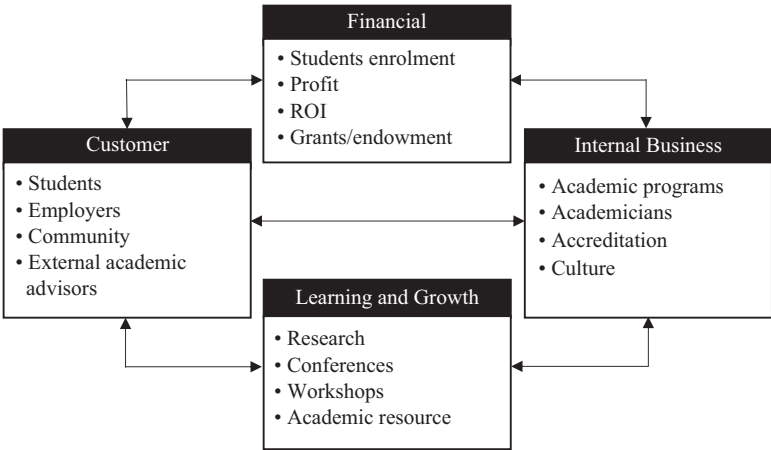 Financial
• Students enrolment
• Profit
• ROI
• Grants/endowment
Customer
• Students
• Employers
• Community
• External academic
advisors
Internal Business
• Academic programs
• Academicians
• Accreditation
• Culture
Learning and Growth
• Research
• Conferences
• Workshops
• Academic resource